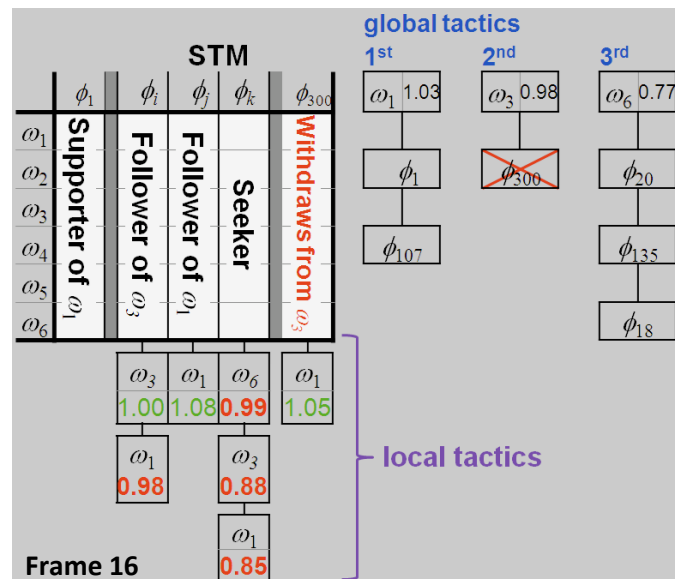 global tactics
STM
1st 2nd 3rd
ϕ1 ϕi ϕj ϕk ϕ300
ω1 1.03 ω3 0.98 ω6 0.77
ω1
ω2
ω3
ω4
ω5
ω6
Supporter of ω1
Follower of ω3
Follower of ω1
Seeker
Withdraws from ω3
ϕ1 ϕ300 ϕ20
ϕ107 ϕ135
ϕ18
ω3 ω1 ω6 ω1
1.00 1.08 0.99 1.05
ω1 ω3
0.98 0.88
local tactics
ω1
0.85
Frame 16